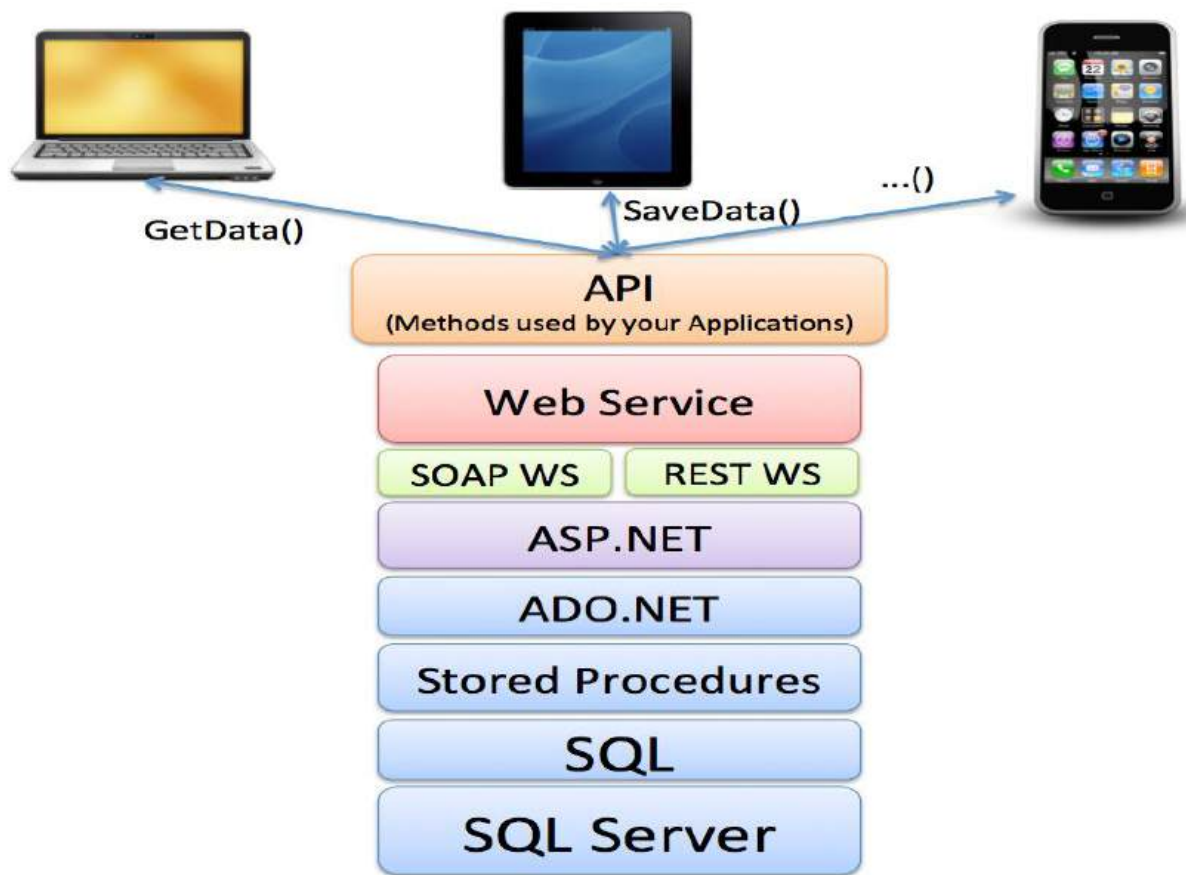 ...()
SaveData()
GetData()
API
(Methods used by your Applications)
Web Service
SOAP WS
REST WS
ASP.NET
ADO.NET
Stored Procedures
SQL
SQL Server
22